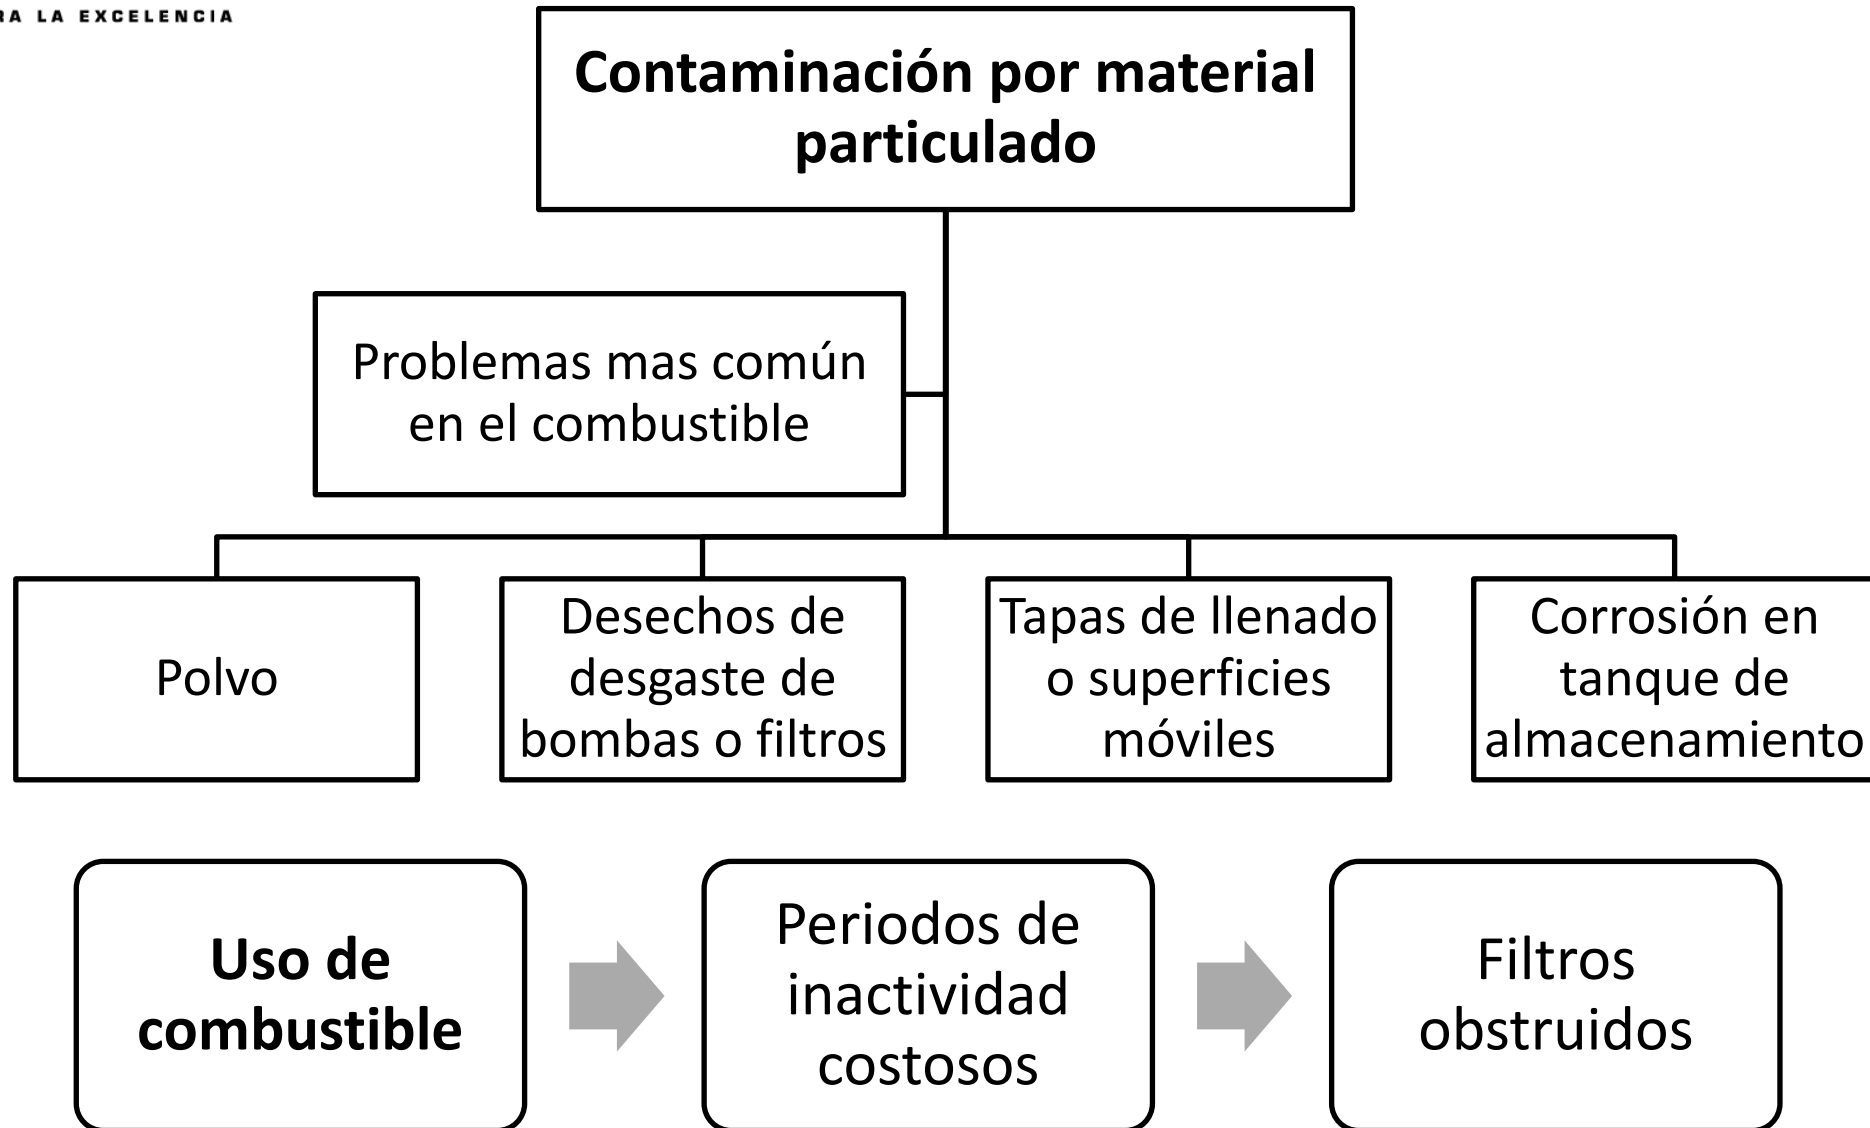 LA EXCELENCIA
Contaminación por material
particulado
Problemas mas común
en el combustible
Polvo
Desechos de
desgaste de
bombas o filtros
Tapas de llenado
o superficies
móviles
Corrosión en
tanque de
almacenamiento
Uso de
combustible
Periodos de
inactividad
costosos
Filtros
obstruidos